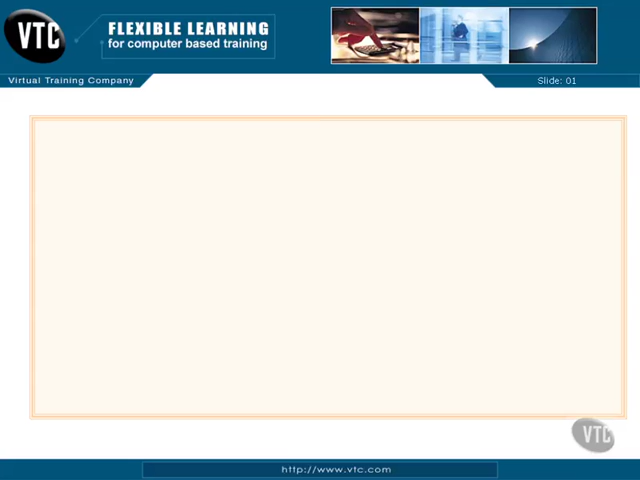 VTC
FLEXIBLE LEARNING
for computer based training
Virtual Training Company
Slide: 01
VTC
http://www.vtc.com